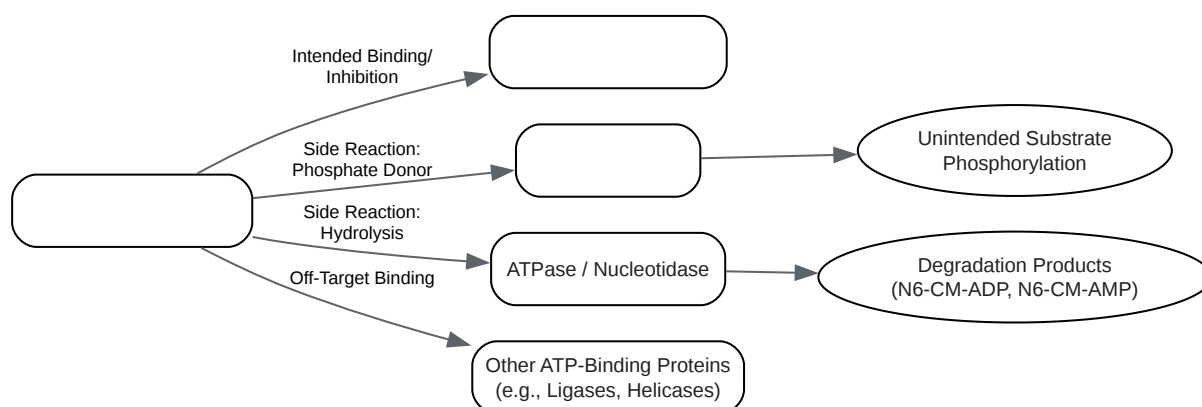 Intended Binding/
Inhibition
Side Reaction:
Phosphate Donor
Unintended Substrate
Phosphorylation
Side Reaction:
Hydrolysis
ATPase / Nucleotidase
Degradation Products
(N6-CM-ADP, N6-CM-AMP)
Off-Target Binding
Other ATP-Binding Proteins
(e.g., Ligases, Helicases)